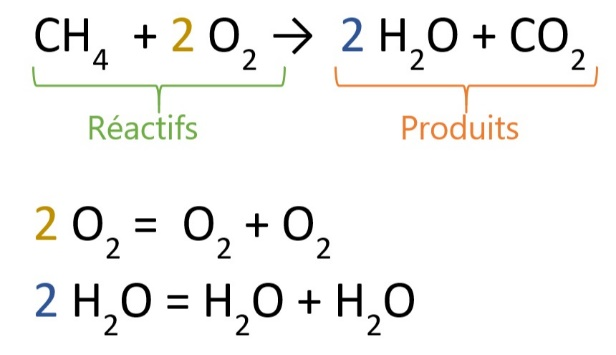 CH₄ + 2 O₂ → 2 H₂O + CO₂
Réactifs Produits
2 O₂ = O₂ + O₂
2 H₂O = H₂O + H₂O